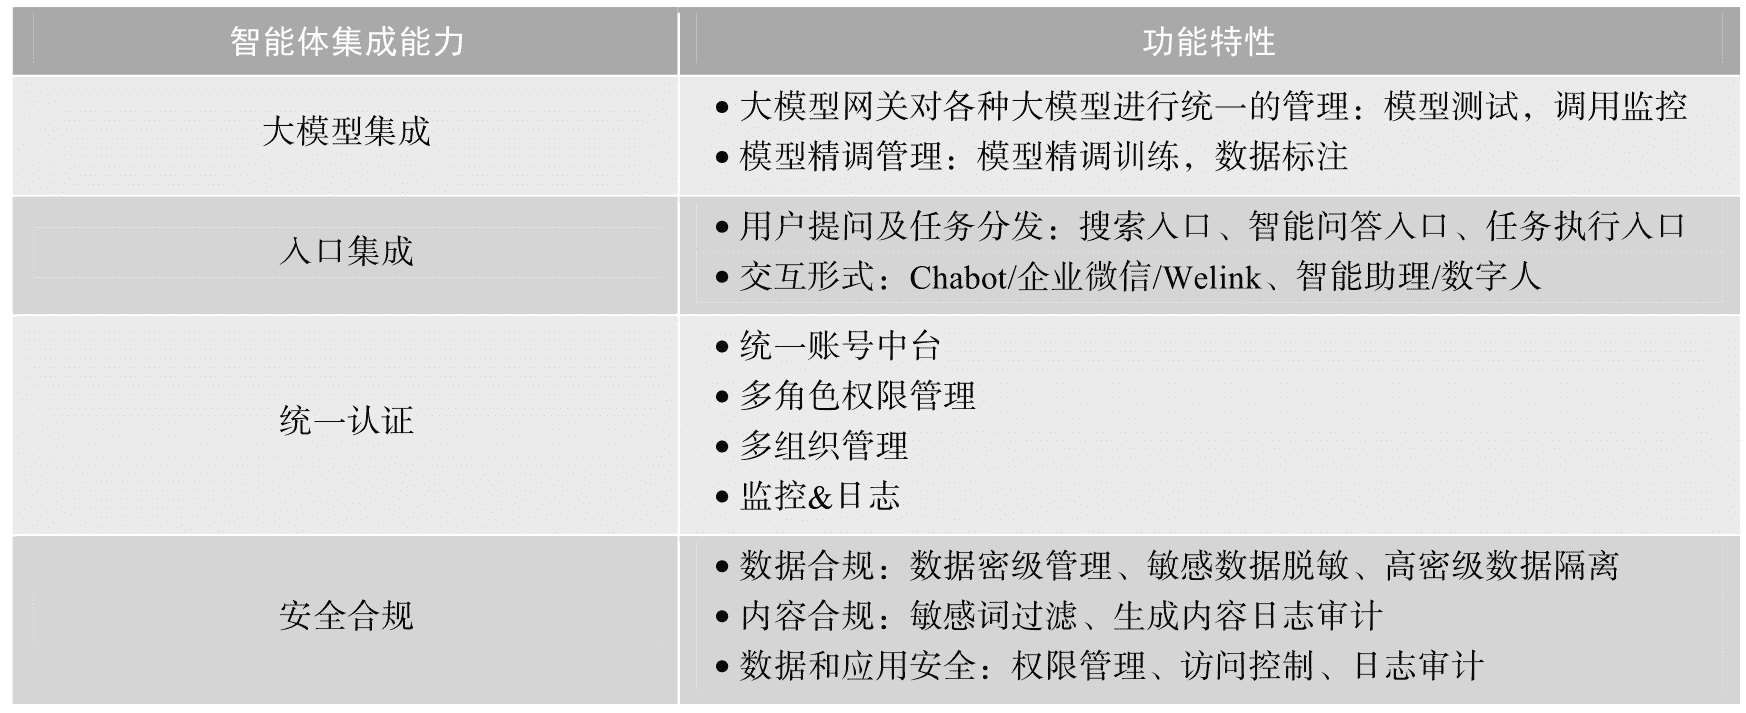 智能体集成能力
功能特性
大模型集成
• 大模型网关对各种大模型进行统一的管理：模型测试，调用监控
• 模型精调管理：模型精调训练，数据标注
入口集成
• 用户提问及任务分发：搜索入口、智能问答入口、任务执行入口
• 交互形式：Chabot/企业微信/Welink、智能助理/数字人
统一认证
• 统一账号中台
• 多角色权限管理
• 多组织管理
• 监控&日志
安全合规
• 数据合规：数据密级管理、敏感数据脱敏、高密级数据隔离
• 内容合规：敏感词过滤、生成内容日志审计
• 数据和应用安全：权限管理、访问控制、日志审计